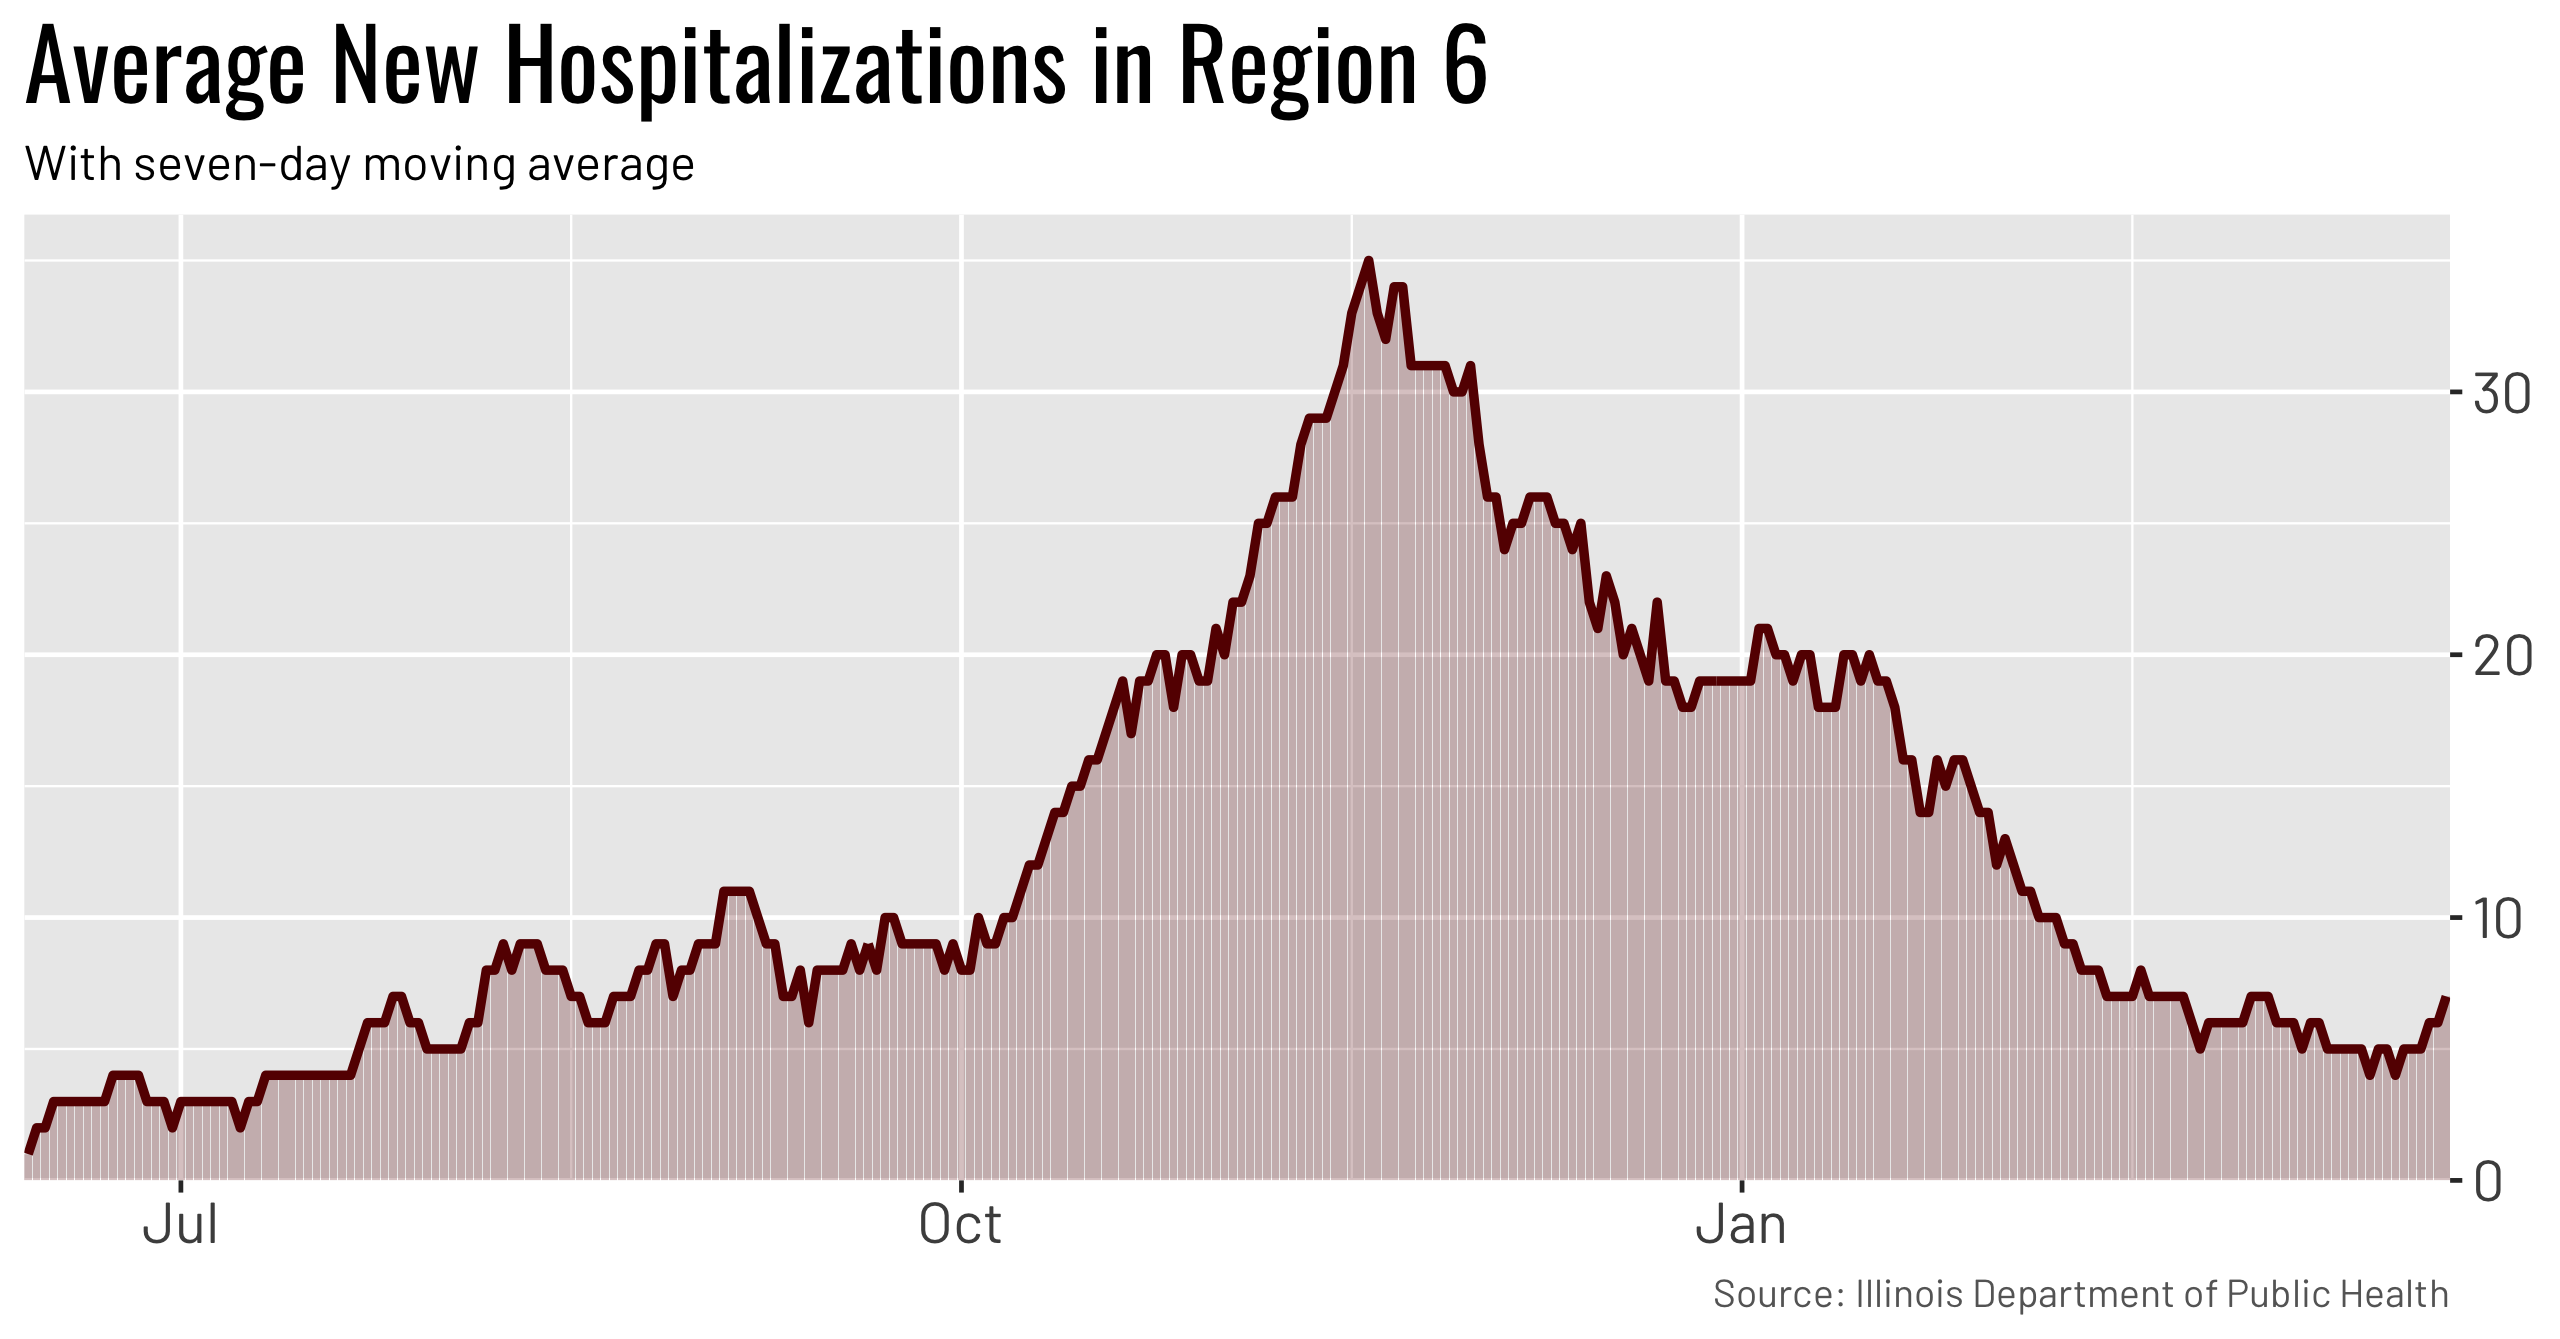 Average New Hospitalizations in Region 6
With seven-day moving average
30
20
10
0
Jul Oct Jan
Source: Illinois Department of Public Health